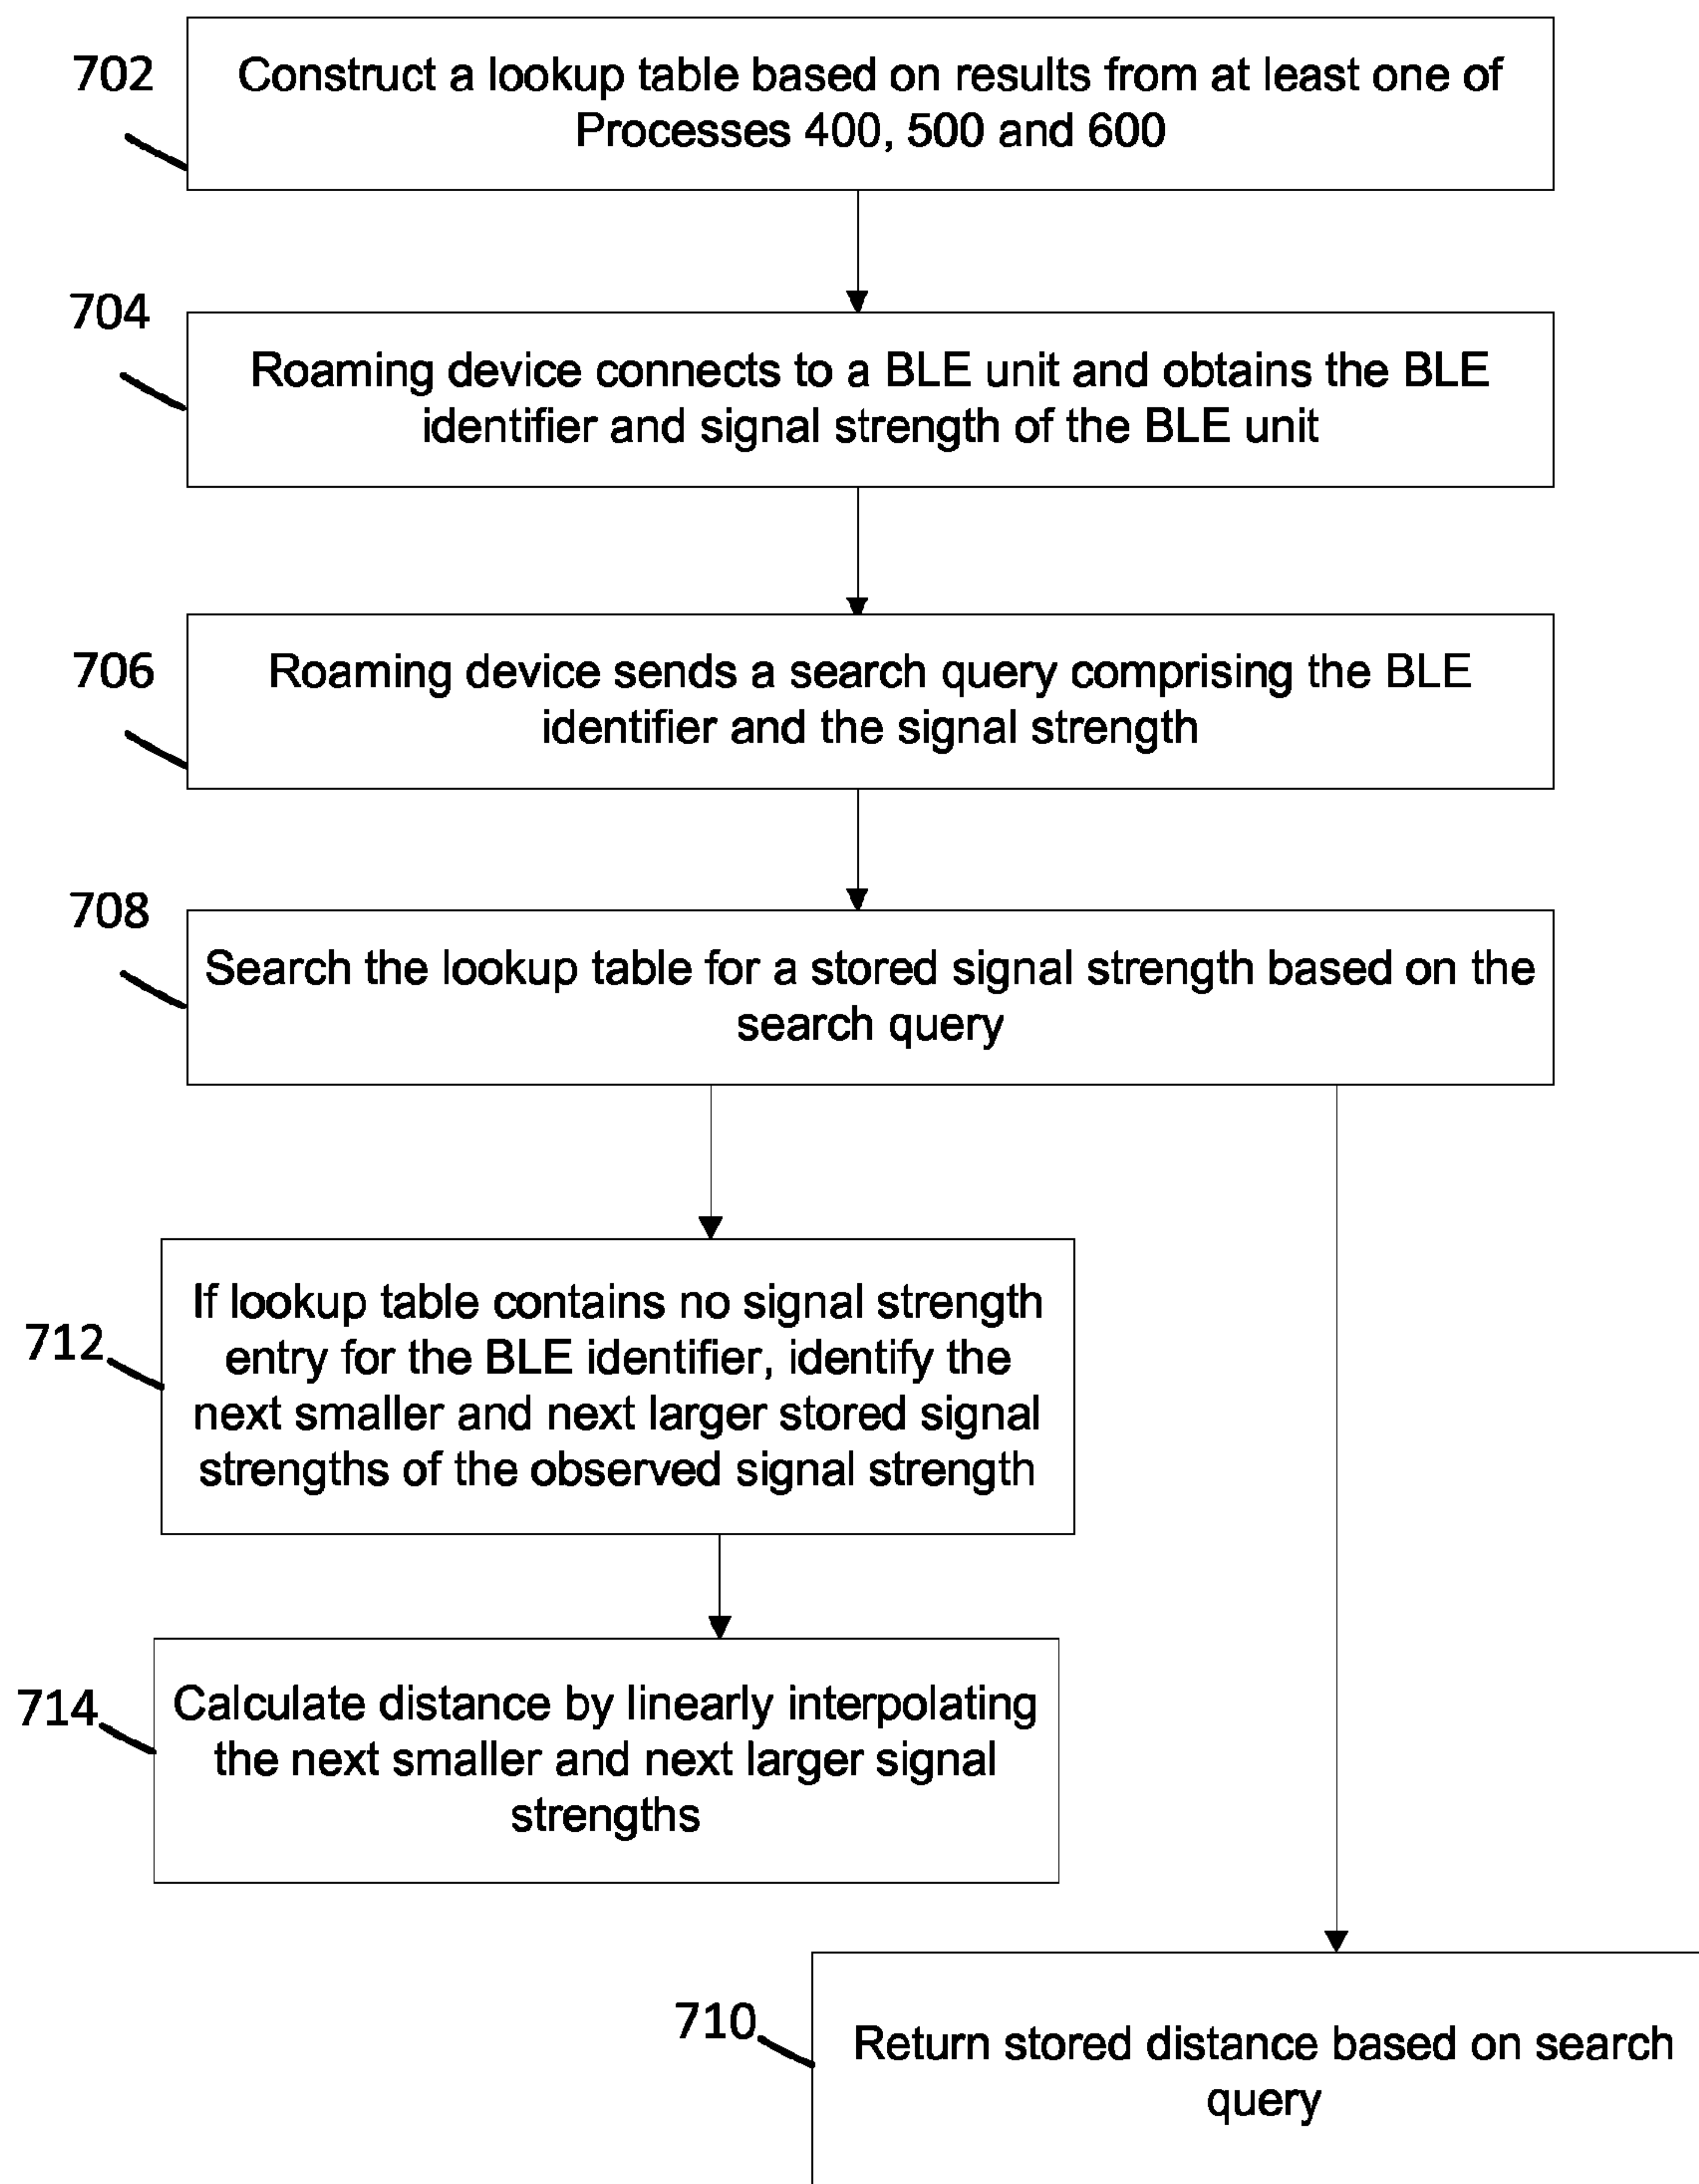 702
Construct a lookup table based on results from at least one of
Processes 400, 500 and 600
704
Roaming device connects to a BLE unit and obtains the BLE
identifier and signal strength of the BLE unit
706
Roaming device sends a search query comprising the BLE
identifier and the signal strength
708
Search the lookup table for a stored signal strength based on the
search query
712
If lookup table contains no signal strength
entry for the BLE identifier, identify the
next smaller and next larger stored signal
strengths of the observed signal strength
714
Calculate distance by linearly interpolating
the next smaller and next larger signal
strengths
710
Return stored distance based on search
query